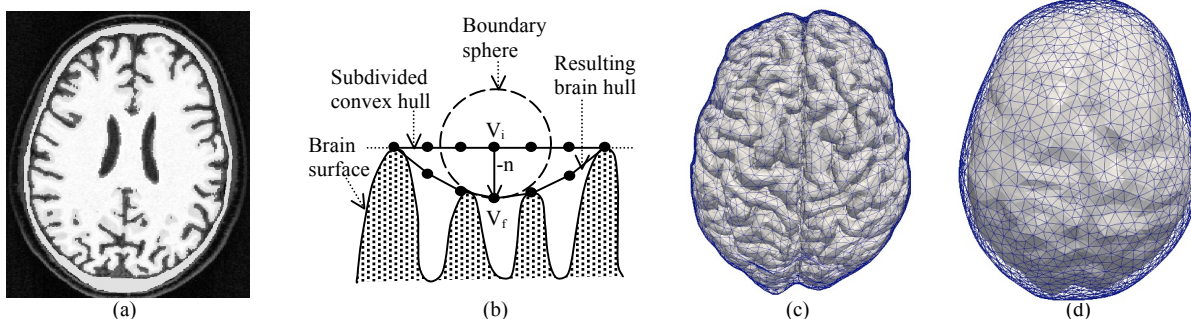 Boundary
sphere
Subdivided
convex hull
Resulting
brain hull
Brain
surface
V_i
-n
V_f
(a)
(b)
(c)
(d)